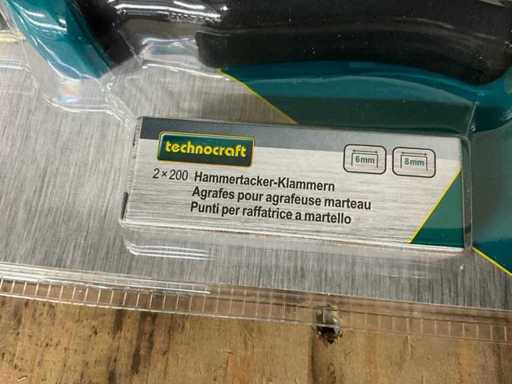 technocraft
6mm
8mm
2 × 200 Hammertacker-Klammern
Agrafes pour agrafeuse marteau
Punti per raffatrice a martello